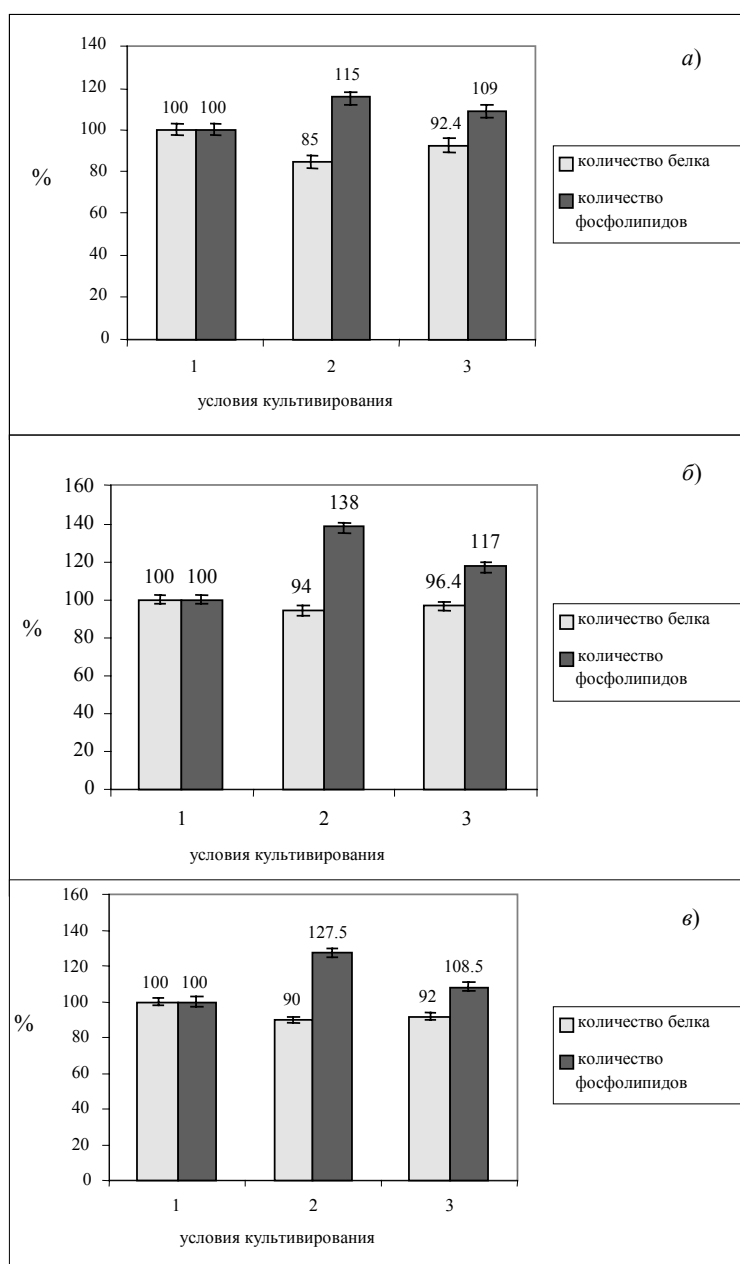 а)
140
120
100
80
60
40
20
0
%
100 100
85 115
92.4 109
1 2 3
условия культивирования
количество белка
количество
фосфолипидов
б)
160
140
120
100
80
60
40
20
0
%
100 100
94 138
96.4 117
1 2 3
условия культивирования
количество белка
количество
фосфолипидов
в)
160
140
120
100
80
60
40
20
0
%
100 100
90 127.5
92 108.5
1 2 3
условия культивирования
количество белка
количество
фосфолипидов